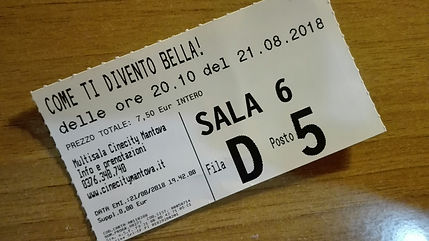 COME TI DIVENTO BELLA!
delle ore 20.10 del 21.08.2018
PREZZO TOTALE: 7,50 Eur INTERO
Multisala Cinecity Mantova
Info e prenotazioni
0376.340.740
www.cinecitymantova.it
DATA EMI.:21/08/2018 19.42.00
Suppl.0,00 Eur
SALA 6
Fila D Posto 5